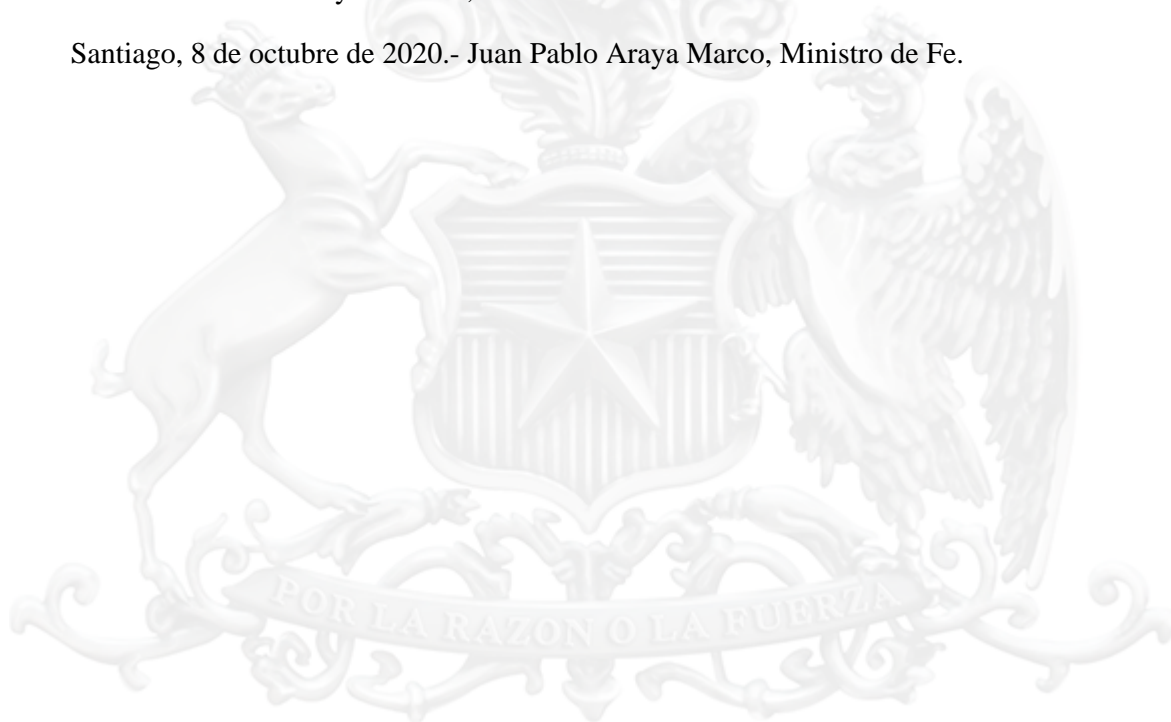 Santiago, 8 de octubre de 2020.- Juan Pablo Araya Marco, Ministro de Fe.
POR LA RAZON O LA FUERZA